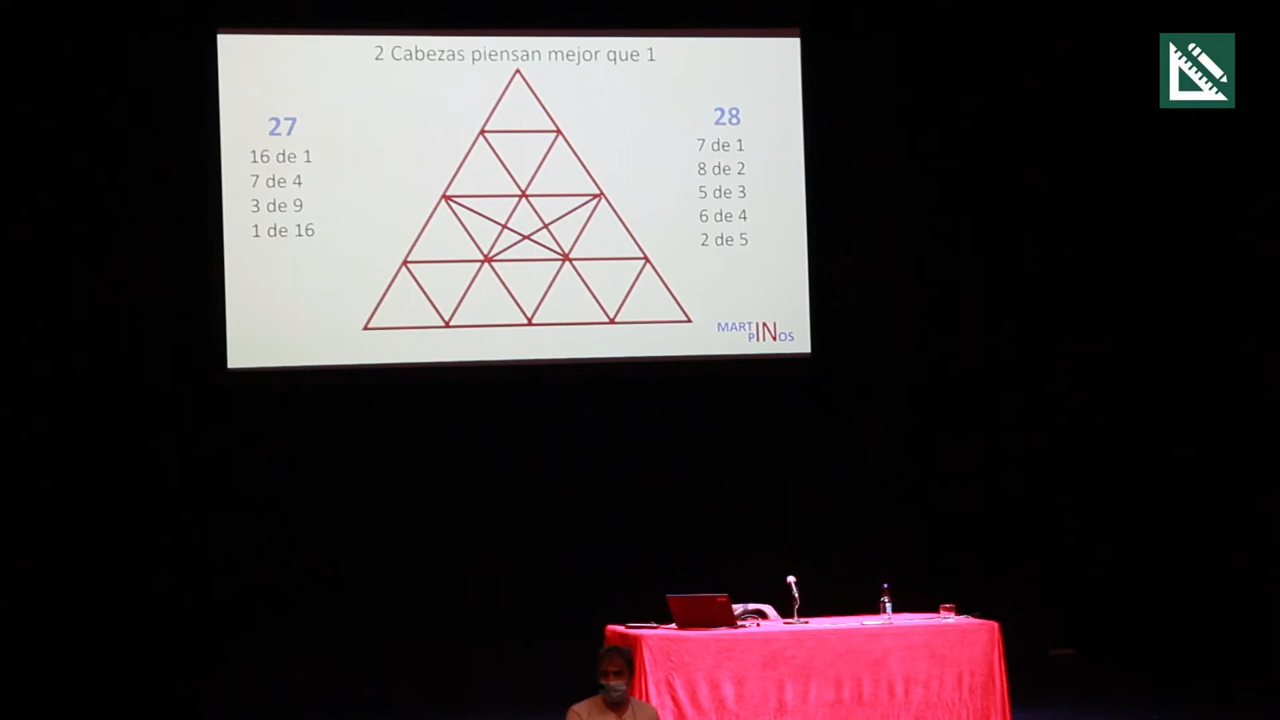 2 Cabezas piensan mejor que 1
27
16 de 1
7 de 4
3 de 9
1 de 16
28
7 de 1
8 de 2
5 de 3
6 de 4
2 de 5
MARTINOS
PINOS